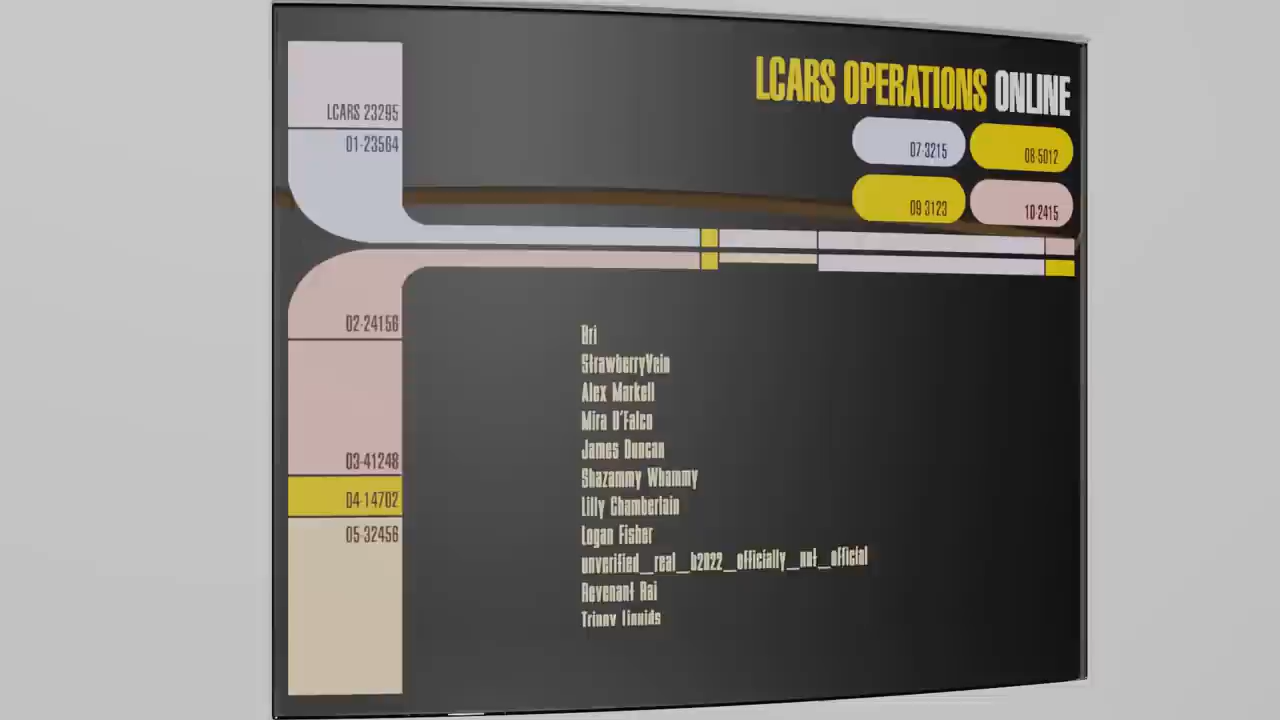 LCARS OPERATIONS ONLINE
LCARS 23295
01-23564
07-3215
08-5012
09-3123
10-2415
02-24156
03-41248
04-14702
05-32456
Bri
StrawberryVein
Alex Markell
Mira D'Falco
James Duncan
Shazammy Whammy
Lilly Chamberlain
Logan Fisher
unverified__real__b2022__officially__not__official
Revenant Rai